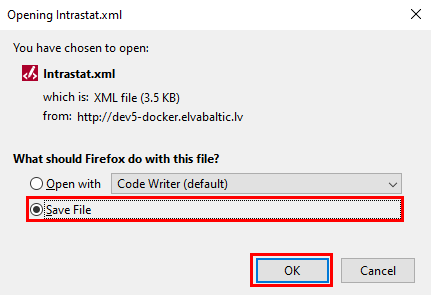 Opening Intrastat.xml
You have chosen to open:
Intrastat.xml
which is: XML file (3.5 KB)
from: http://dev5-docker.elvabaltic.lv
What should Firefox do with this file?
Open with Code Writer (default)
Save File
OK Cancel